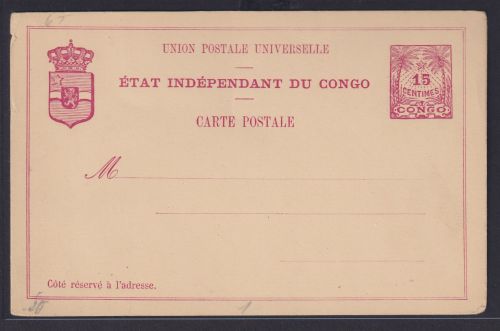 UNION POSTALE UNIVERSELLE
ÉTAT INDÉPENDANT DU CONGO
CARTE POSTALE
15
CENTIMES
CONGO
M
Côté réservé à l'adresse.